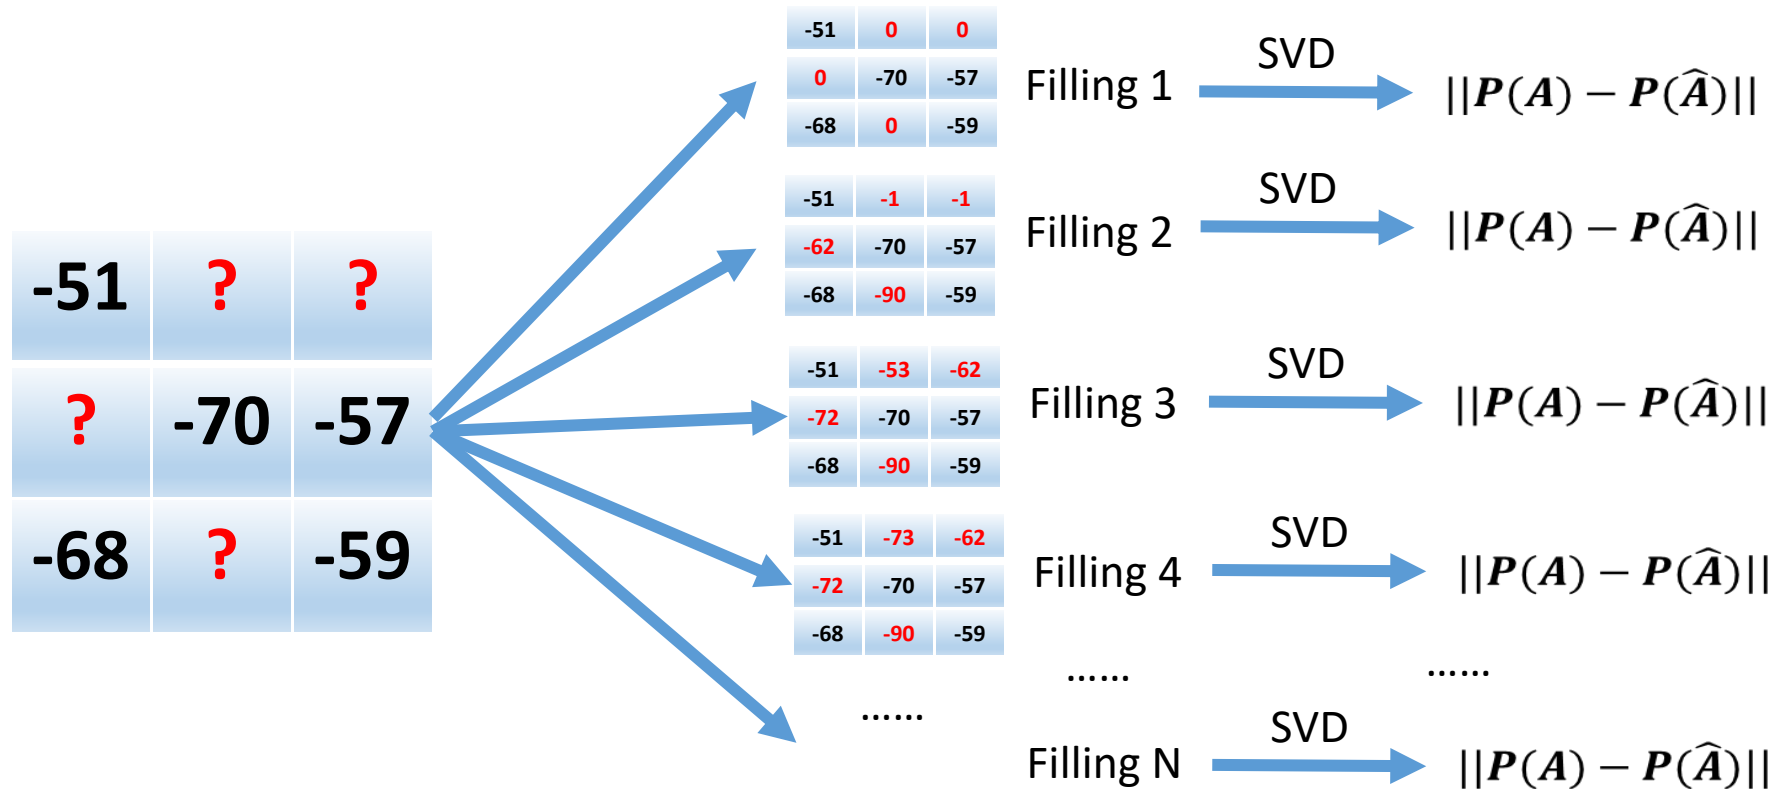 -51 ? ?
? -70 -57
-68 ? -59
-51 0 0
0 -70 -57
-68 0 -59
Filling 1
SVD
||P(A) − P(Â)||
-51 -1 -1
-62 -70 -57
-68 -90 -59
Filling 2
SVD
||P(A) − P(Â)||
-51 -53 -62
-72 -70 -57
-68 -90 -59
Filling 3
SVD
||P(A) − P(Â)||
-51 -73 -62
-72 -70 -57
-68 -90 -59
Filling 4
SVD
||P(A) − P(Â)||
......
......
......
Filling N
SVD
||P(A) − P(Â)||